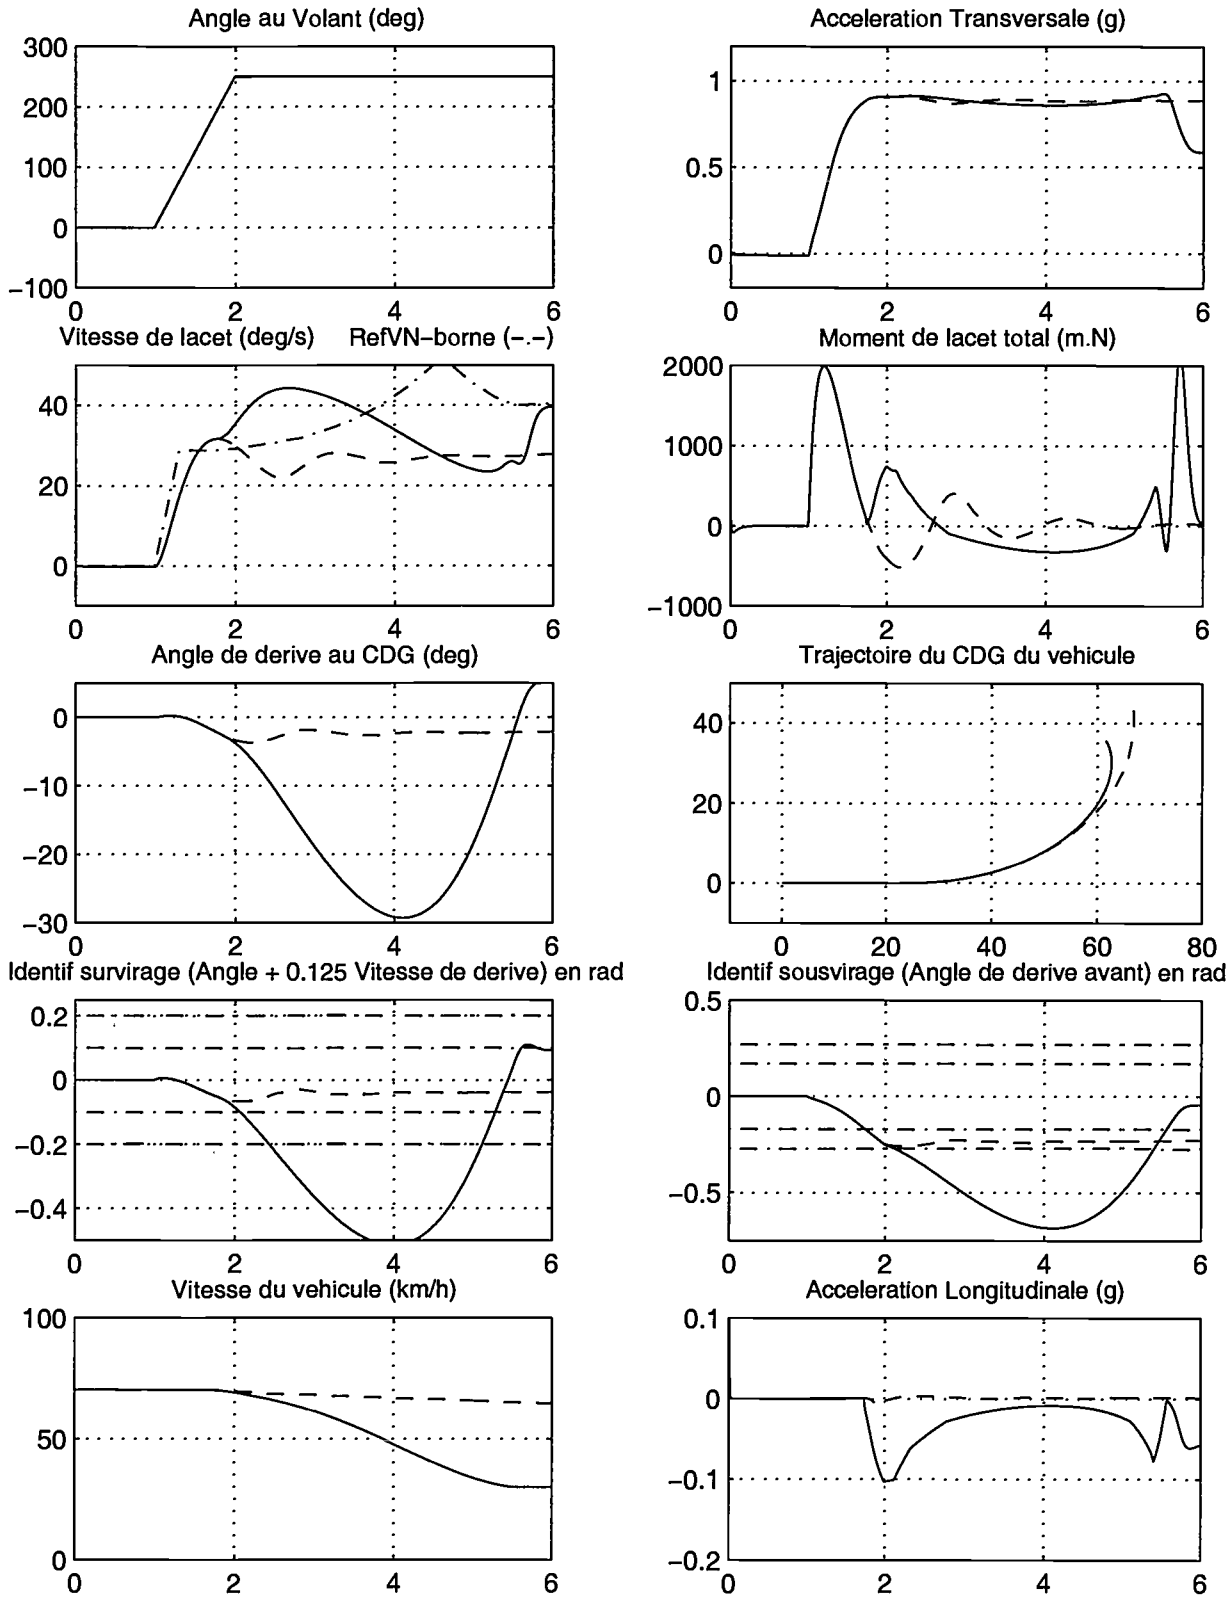 Angle au Volant (deg)
300
200
100
0
−100
0 2 4 6
Acceleration Transversale (g)
1
0.5
0
0 2 4 6
Vitesse de lacet (deg/s) RefVN−borne (−.−)
40
20
0
0 2 4 6
Moment de lacet total (m.N)
2000
1000
0
−1000
0 2 4 6
Angle de derive au CDG (deg)
0
−10
−20
−30
0 2 4 6
Trajectoire du CDG du vehicule
40
20
0
0 20 40 60 80
Identif survirage (Angle + 0.125 Vitesse de derive) en rad
0.2
0
−0.2
−0.4
0 2 4 6
Identif sousvirage (Angle de derive avant) en rad
0.5
0
−0.5
0 2 4 6
Vitesse du vehicule (km/h)
100
50
0
0 2 4 6
Acceleration Longitudinale (g)
0.1
0
−0.1
−0.2
0 2 4 6